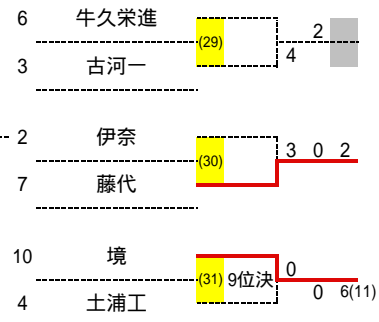 6 牛久栄進 2
(29)
3 古河一 4
2 伊奈 3 0 2
(30)
7 藤代
10 境 0
(31) 9位決 0 6(11)
4 土浦工